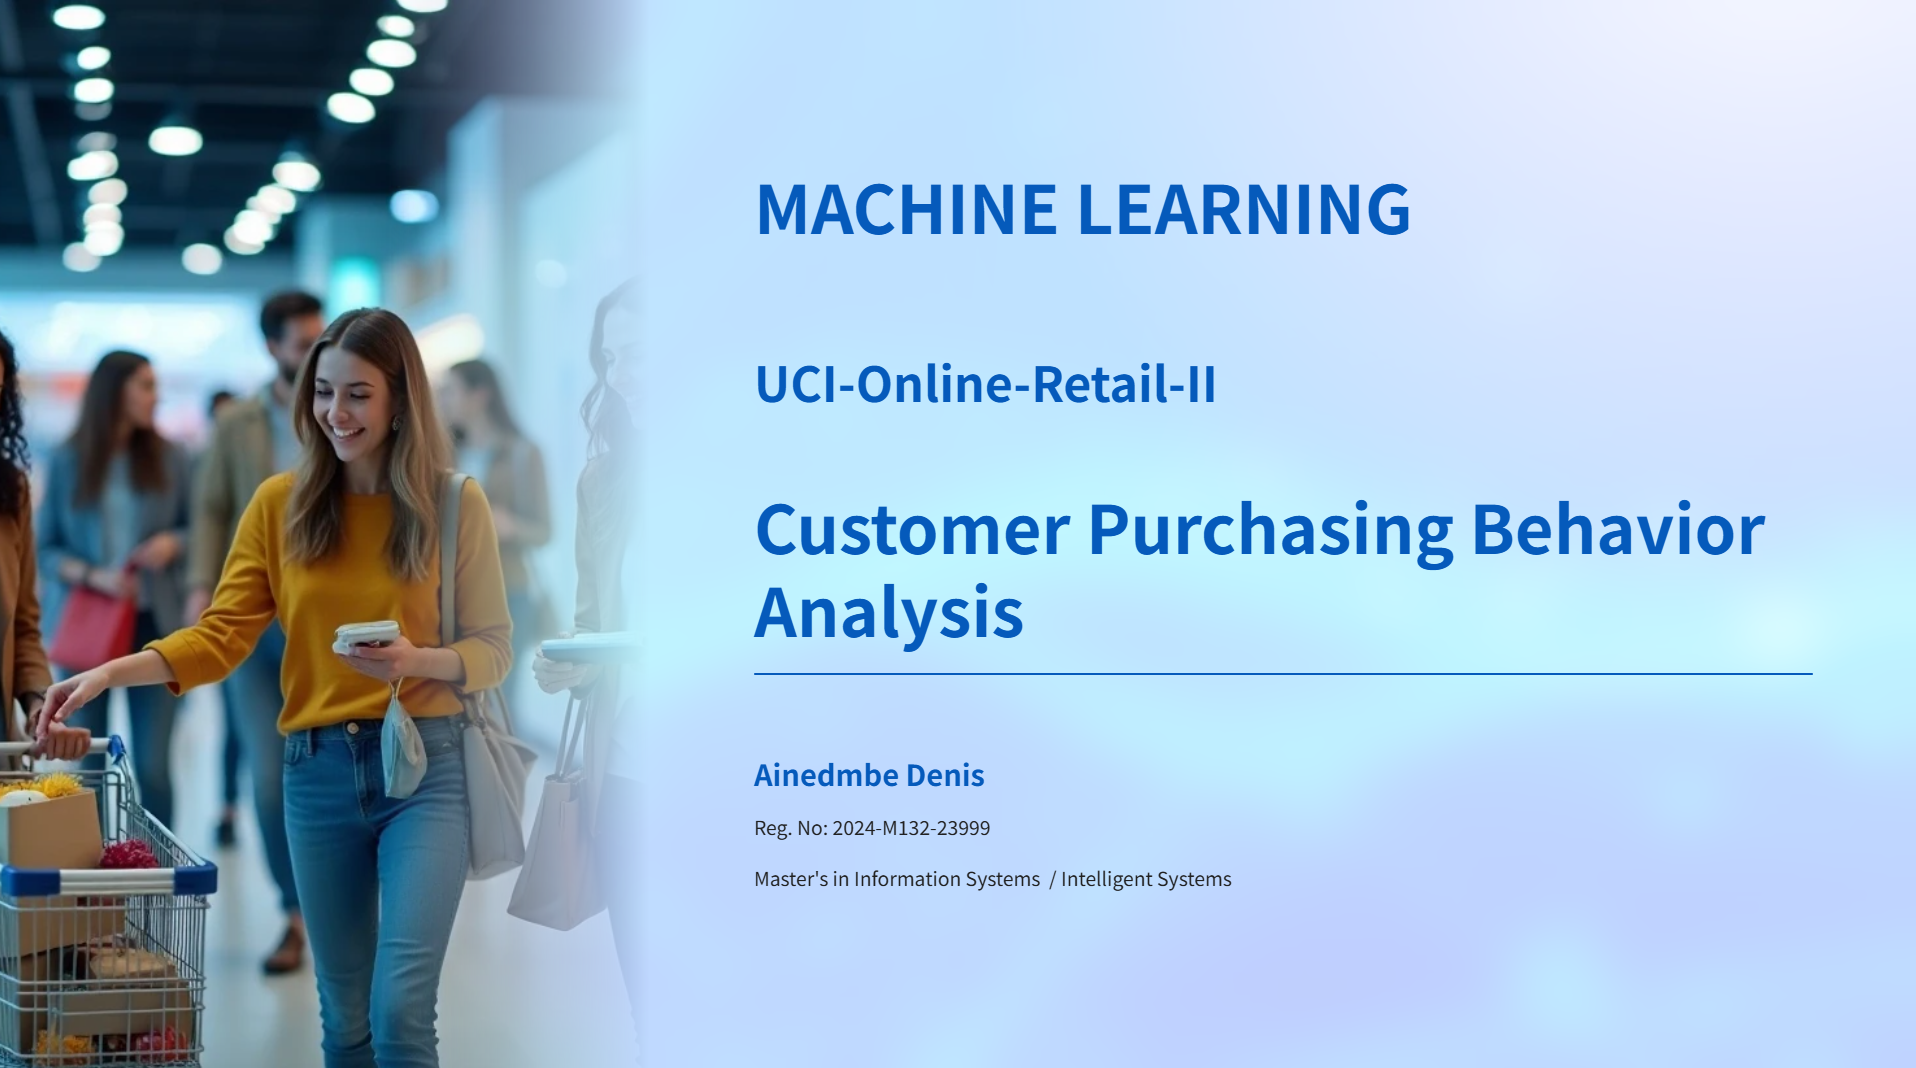 MACHINE LEARNING
UCI-Online-Retail-II
Customer Purchasing Behavior
Analysis
Ainedmbe Denis
Reg. No: 2024-M132-23999
Master's in Information Systems / Intelligent Systems